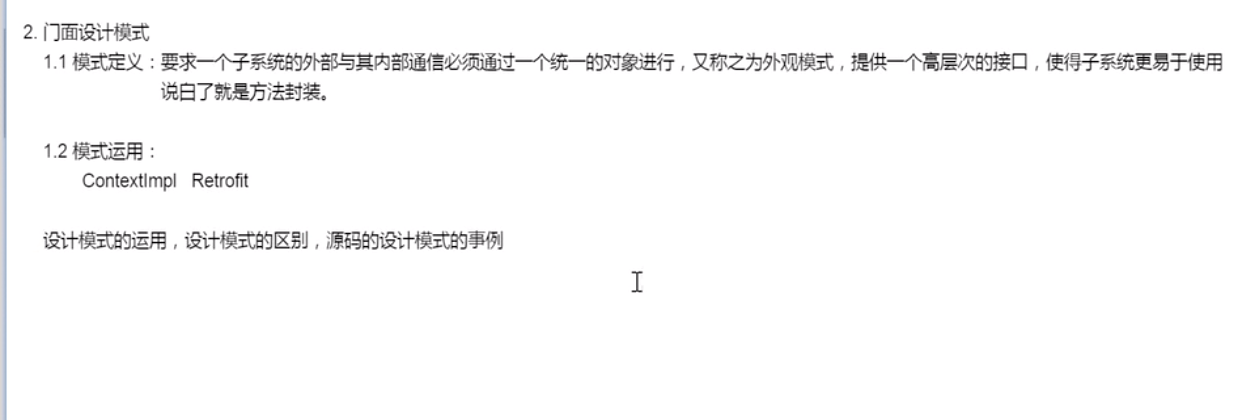 2. 门面设计模式
1.1 模式定义：要求一个子系统的外部与其内部通信必须通过一个统一的对象进行，又称之为外观模式，提供一个高层次的接口，使得子系统更易于使用
说白了就是方法封装。
1.2 模式运用：
ContextImpl Retrofit
设计模式的运用，设计模式的区别，源码的设计模式的事例